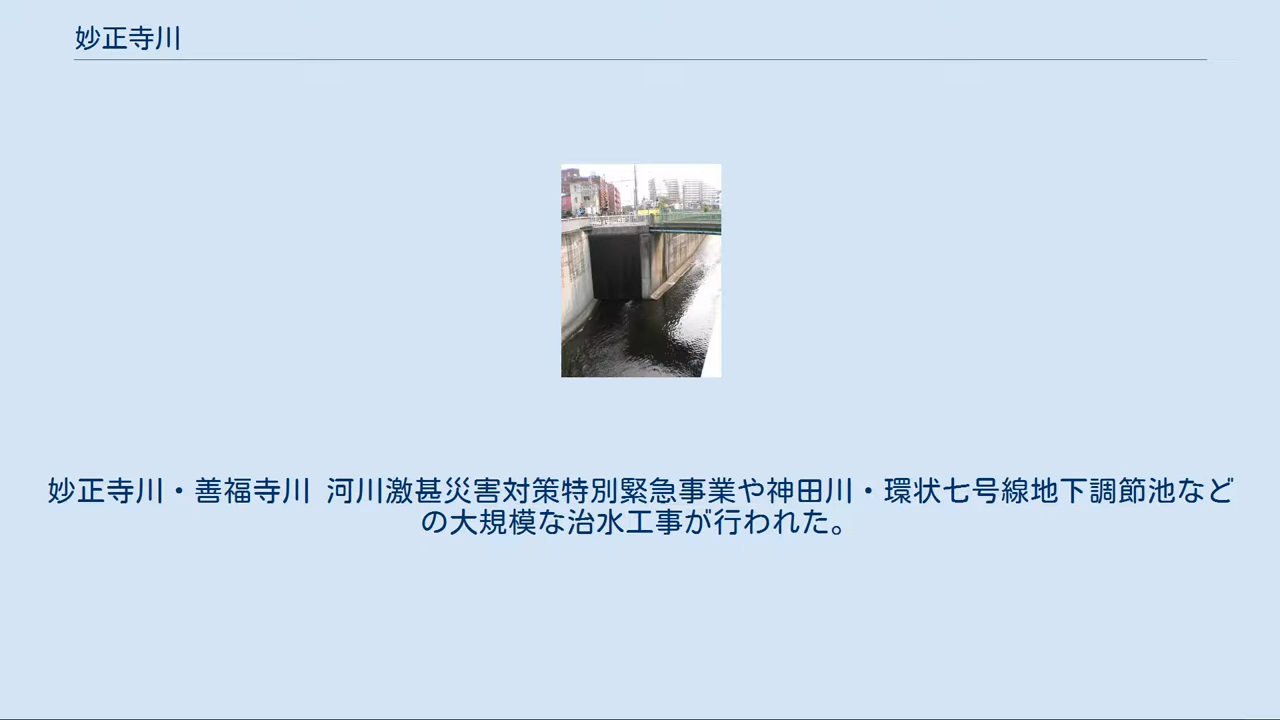 妙正寺川
妙正寺川・善福寺川 河川激甚災害対策特別緊急事業や神田川・環状七号線地下調節池など
の大規模な治水工事が行われた。